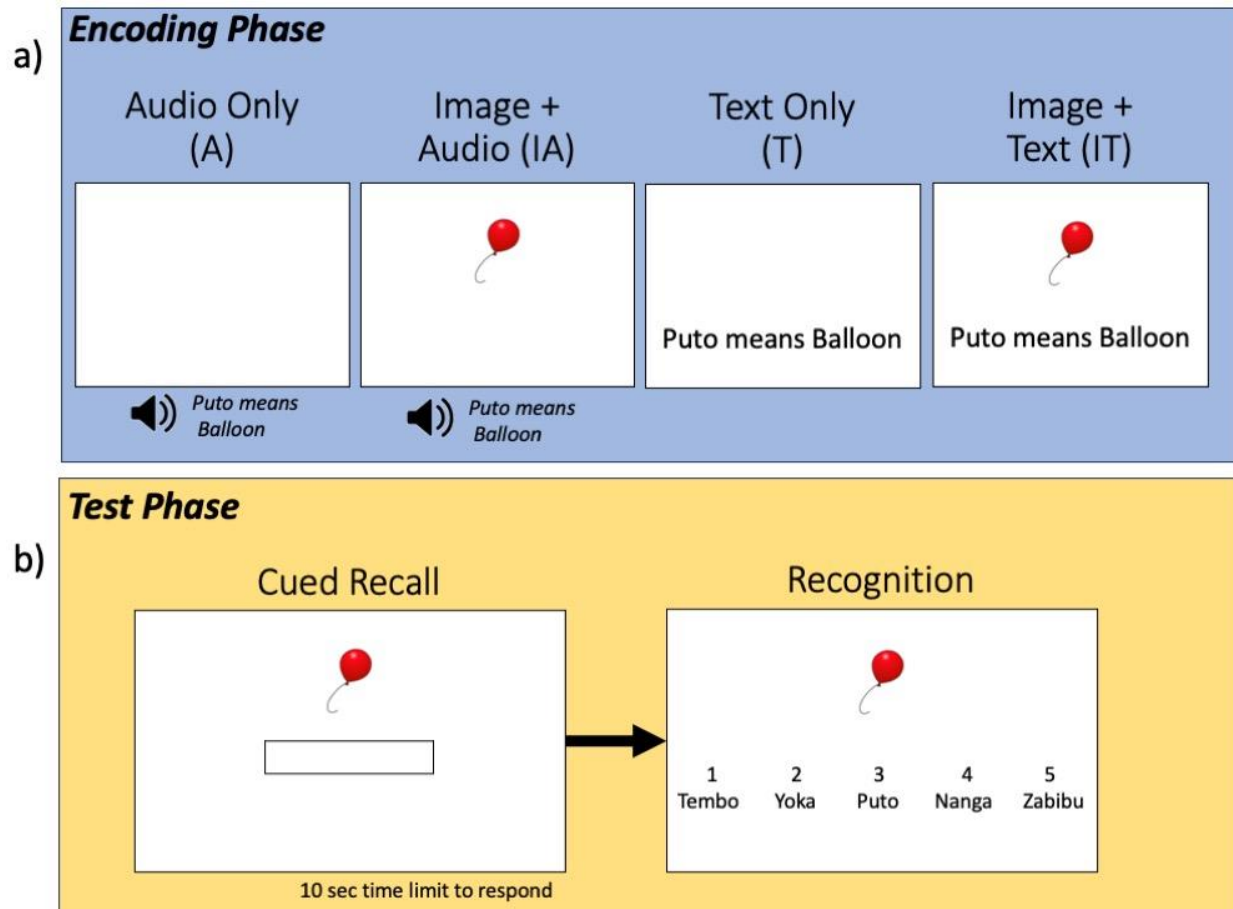 a)
Encoding Phase
Audio Only
(A)
Image +
Audio (IA)
Text Only
(T)
Image +
Text (IT)
Puto means Balloon
Puto means Balloon
Puto means
Balloon
Puto means
Balloon
b)
Test Phase
Cued Recall
10 sec time limit to respond
Recognition
1 2 3 4 5
Tembo Yoka Puto Nanga Zabibu